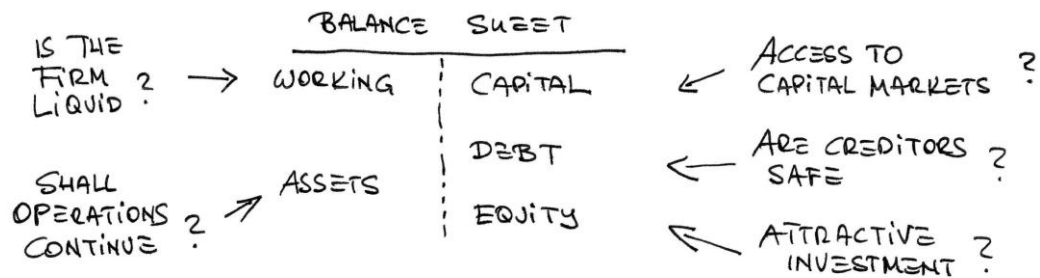 BALANCE SHEET
IS THE
FIRM
LIQUID ?
WORKING
CAPITAL
ACCESS TO
CAPITAL MARKETS ?
DEBT
ARE CREDITORS
SAFE ?
SHALL
OPERATIONS
CONTINUE ?
ASSETS
EQUITY
ATTRACTIVE
INVESTMENT ?